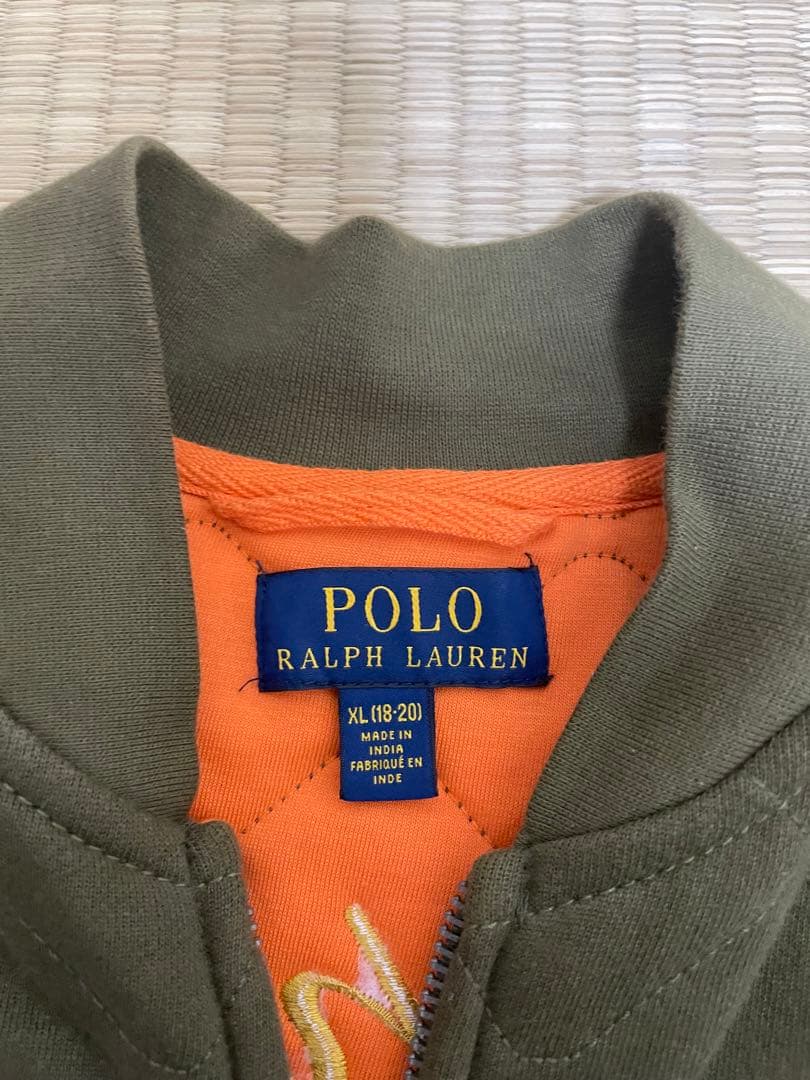 POLO
RALPH LAUREN
XL (18-20)
MADE IN
INDIA
FABRIQUÉ EN
INDE